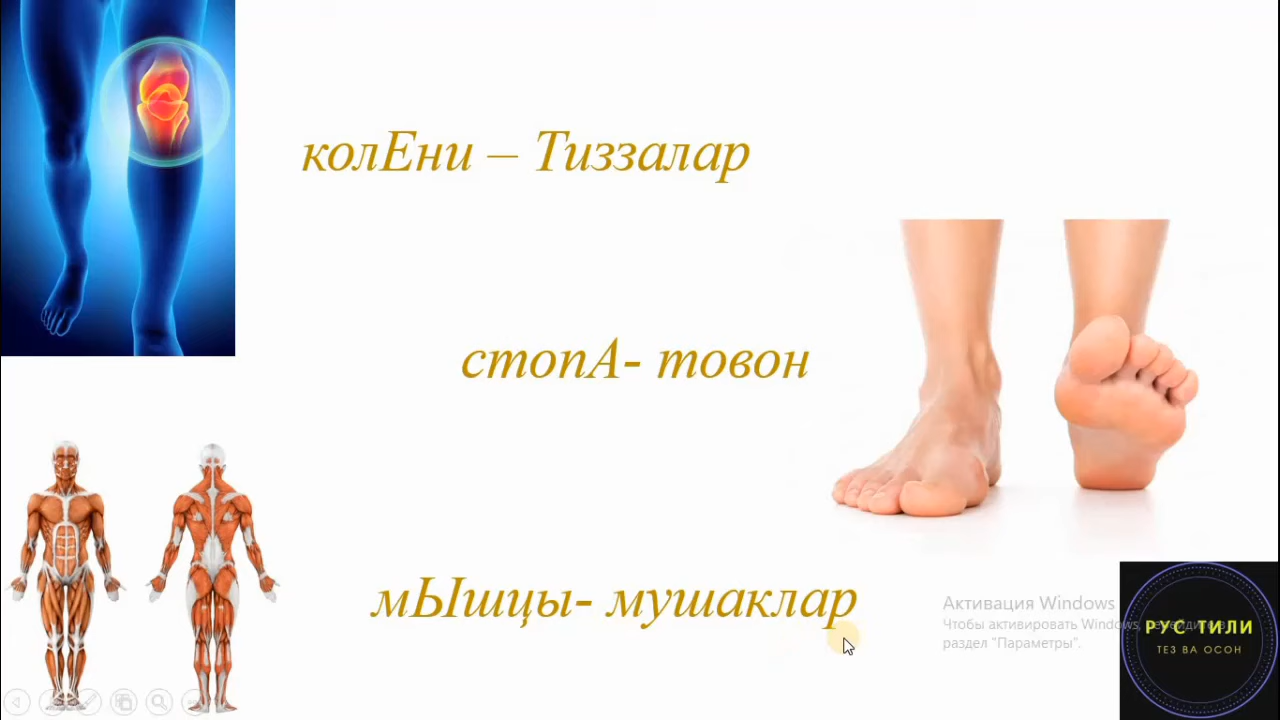 колЕни – Тиззалар
стопА- товон
мЫшцы- мушаклар
Активация Windows
Чтобы активировать Windows,
раздел "Параметры".
РУС ТИЛИ
ТЕЗ ВА ОСОН